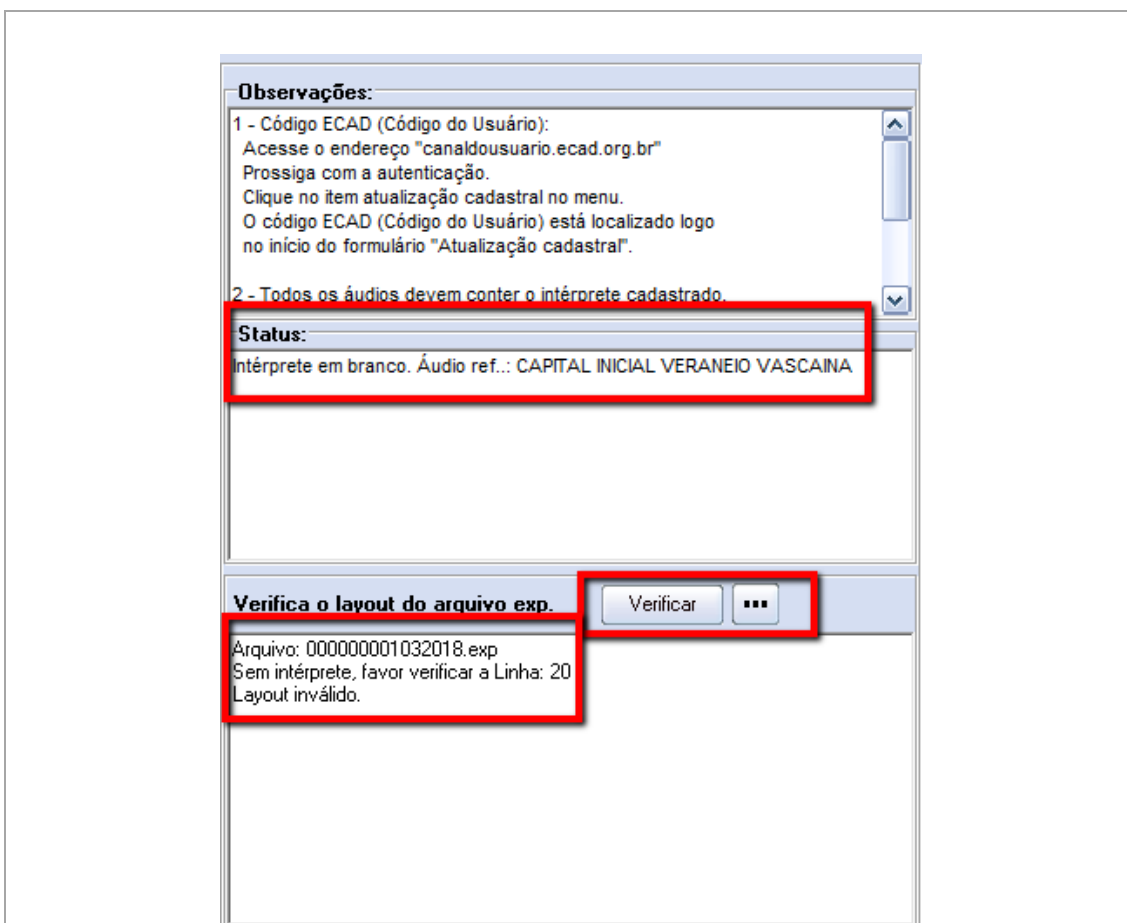 Observações:
1 - Código ECAD (Código do Usuário):
Acesse o endereço "canaldousuario.ecad.org.br"
Prossiga com a autenticação.
Clique no item atualização cadastral no menu.
O código ECAD (Código do Usuário) está localizado logo
no início do formulário "Atualização cadastral".
2 - Todos os áudios devem conter o intérprete cadastrado.
Status:
Intérprete em branco. Áudio ref..: CAPITAL INICIAL VERANEIO VASCAINA
Verifica o layout do arquivo exp.
Verificar
...
Arquivo: 000000001032018.exp
Sem intérprete, favor verificar a Linha: 20
Layout inválido.